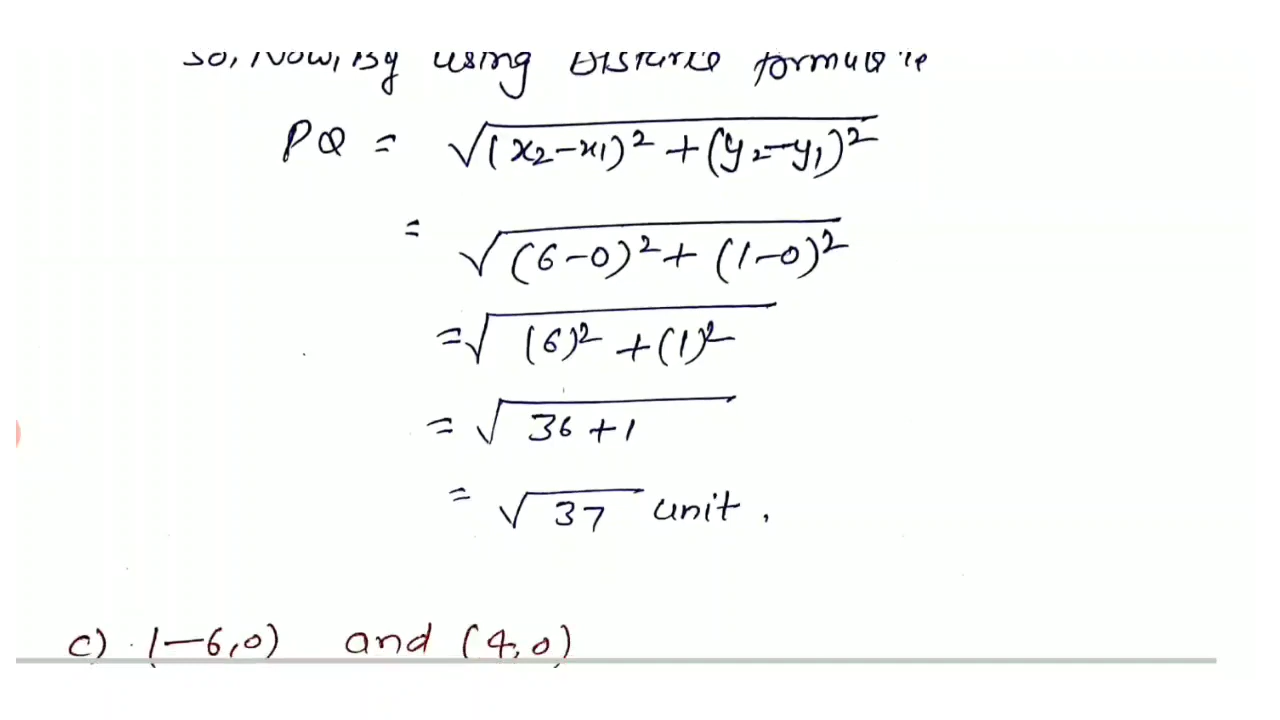 So, Now, By using Distance formula ie
PQ = √(x₂-x₁)² + (y₂-y₁)²
= √(6-0)² + (1-0)²
= √(6)² + (1)²
= √36+1
= √37 unit.
c) (-6,0) and (4,0)